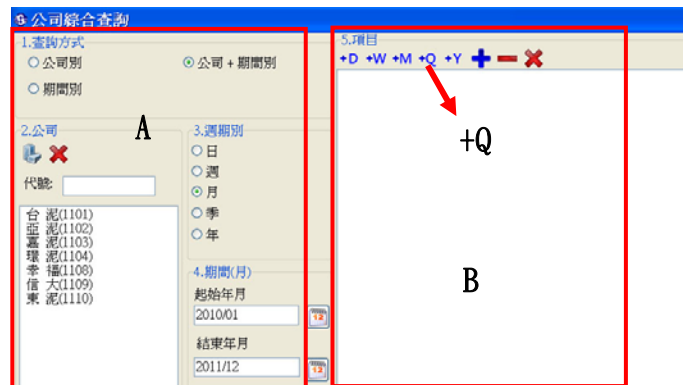 公司綜合查詢
1.查詢方式
公司別
公司 + 期間別
期間別
A
2.公司
代號:
台 泥(1101)
亞 泥(1102)
嘉 泥(1103)
環 泥(1104)
幸 福(1108)
信 大(1109)
東 泥(1110)
3.週期別
日
週
月
季
年
4.期間(月)
起始年月
2010/01
12
結束年月
2011/12
12
5.項目
+D +W +M +Q +Y
+Q
B